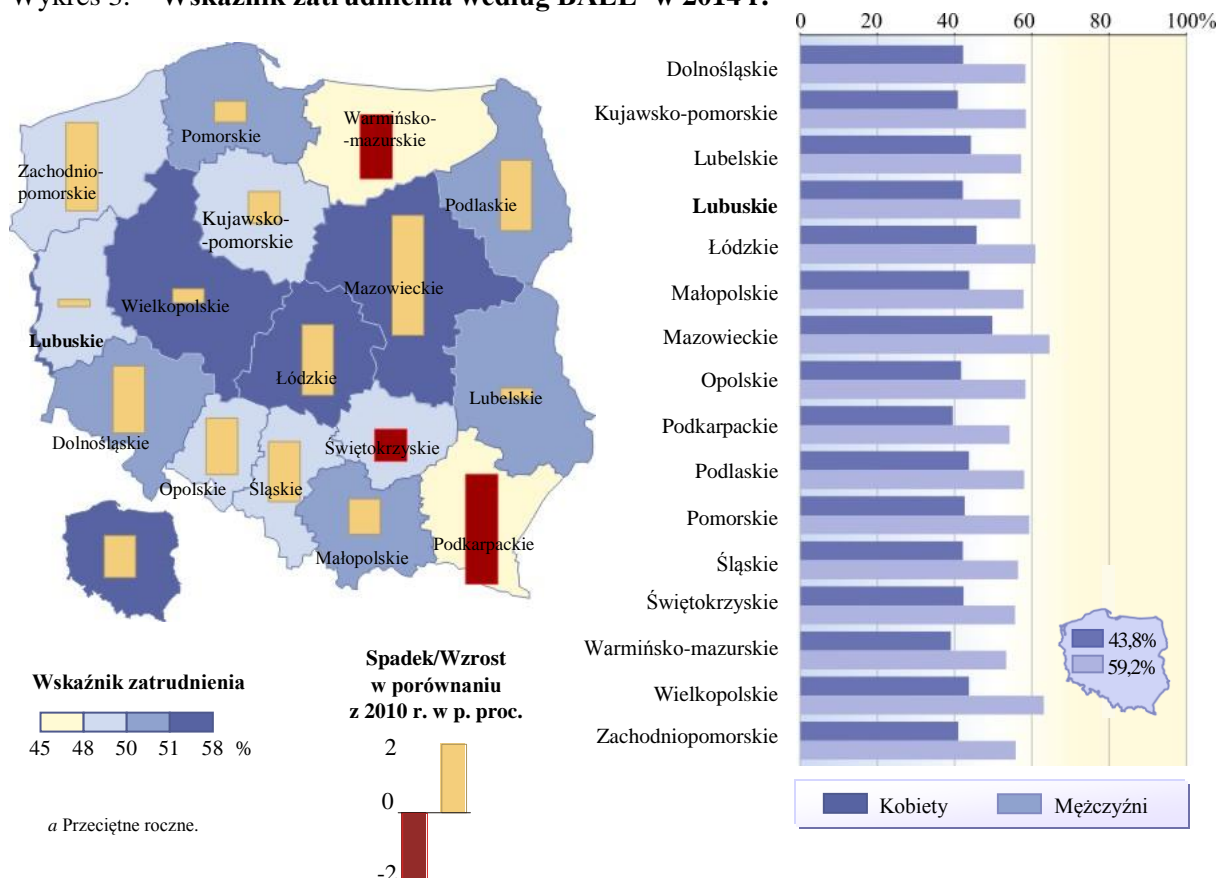 Wykres 3. Wskaźnik zatrudnienia według BAEL w 2014 r.
Pomorskie
Warmińsko-
-mazurskie
Zachodnio-
pomorskie
Kujawsko-
-pomorskie
Podlaskie
Mazowieckie
Wielkopolskie
Lubuskie
Łódzkie
Lubelskie
Dolnośląskie
Świętokrzyskie
Opolskie
Śląskie
Małopolskie
Podkarpackie
Wskaźnik zatrudnienia
45 48 50 51 58 %
a Przeciętne roczne.
Spadek/Wzrost
w porównaniu
z 2010 r. w p. proc.
2
0
-2
0 20 40 60 80 100%
Dolnośląskie
Kujawsko-pomorskie
Lubelskie
Lubuskie
Łódzkie
Małopolskie
Mazowieckie
Opolskie
Podkarpackie
Podlaskie
Pomorskie
Śląskie
Świętokrzyskie
Warmińsko-mazurskie
Wielkopolskie
Zachodniopomorskie
43,8%
59,2%
Kobiety Mężczyźni